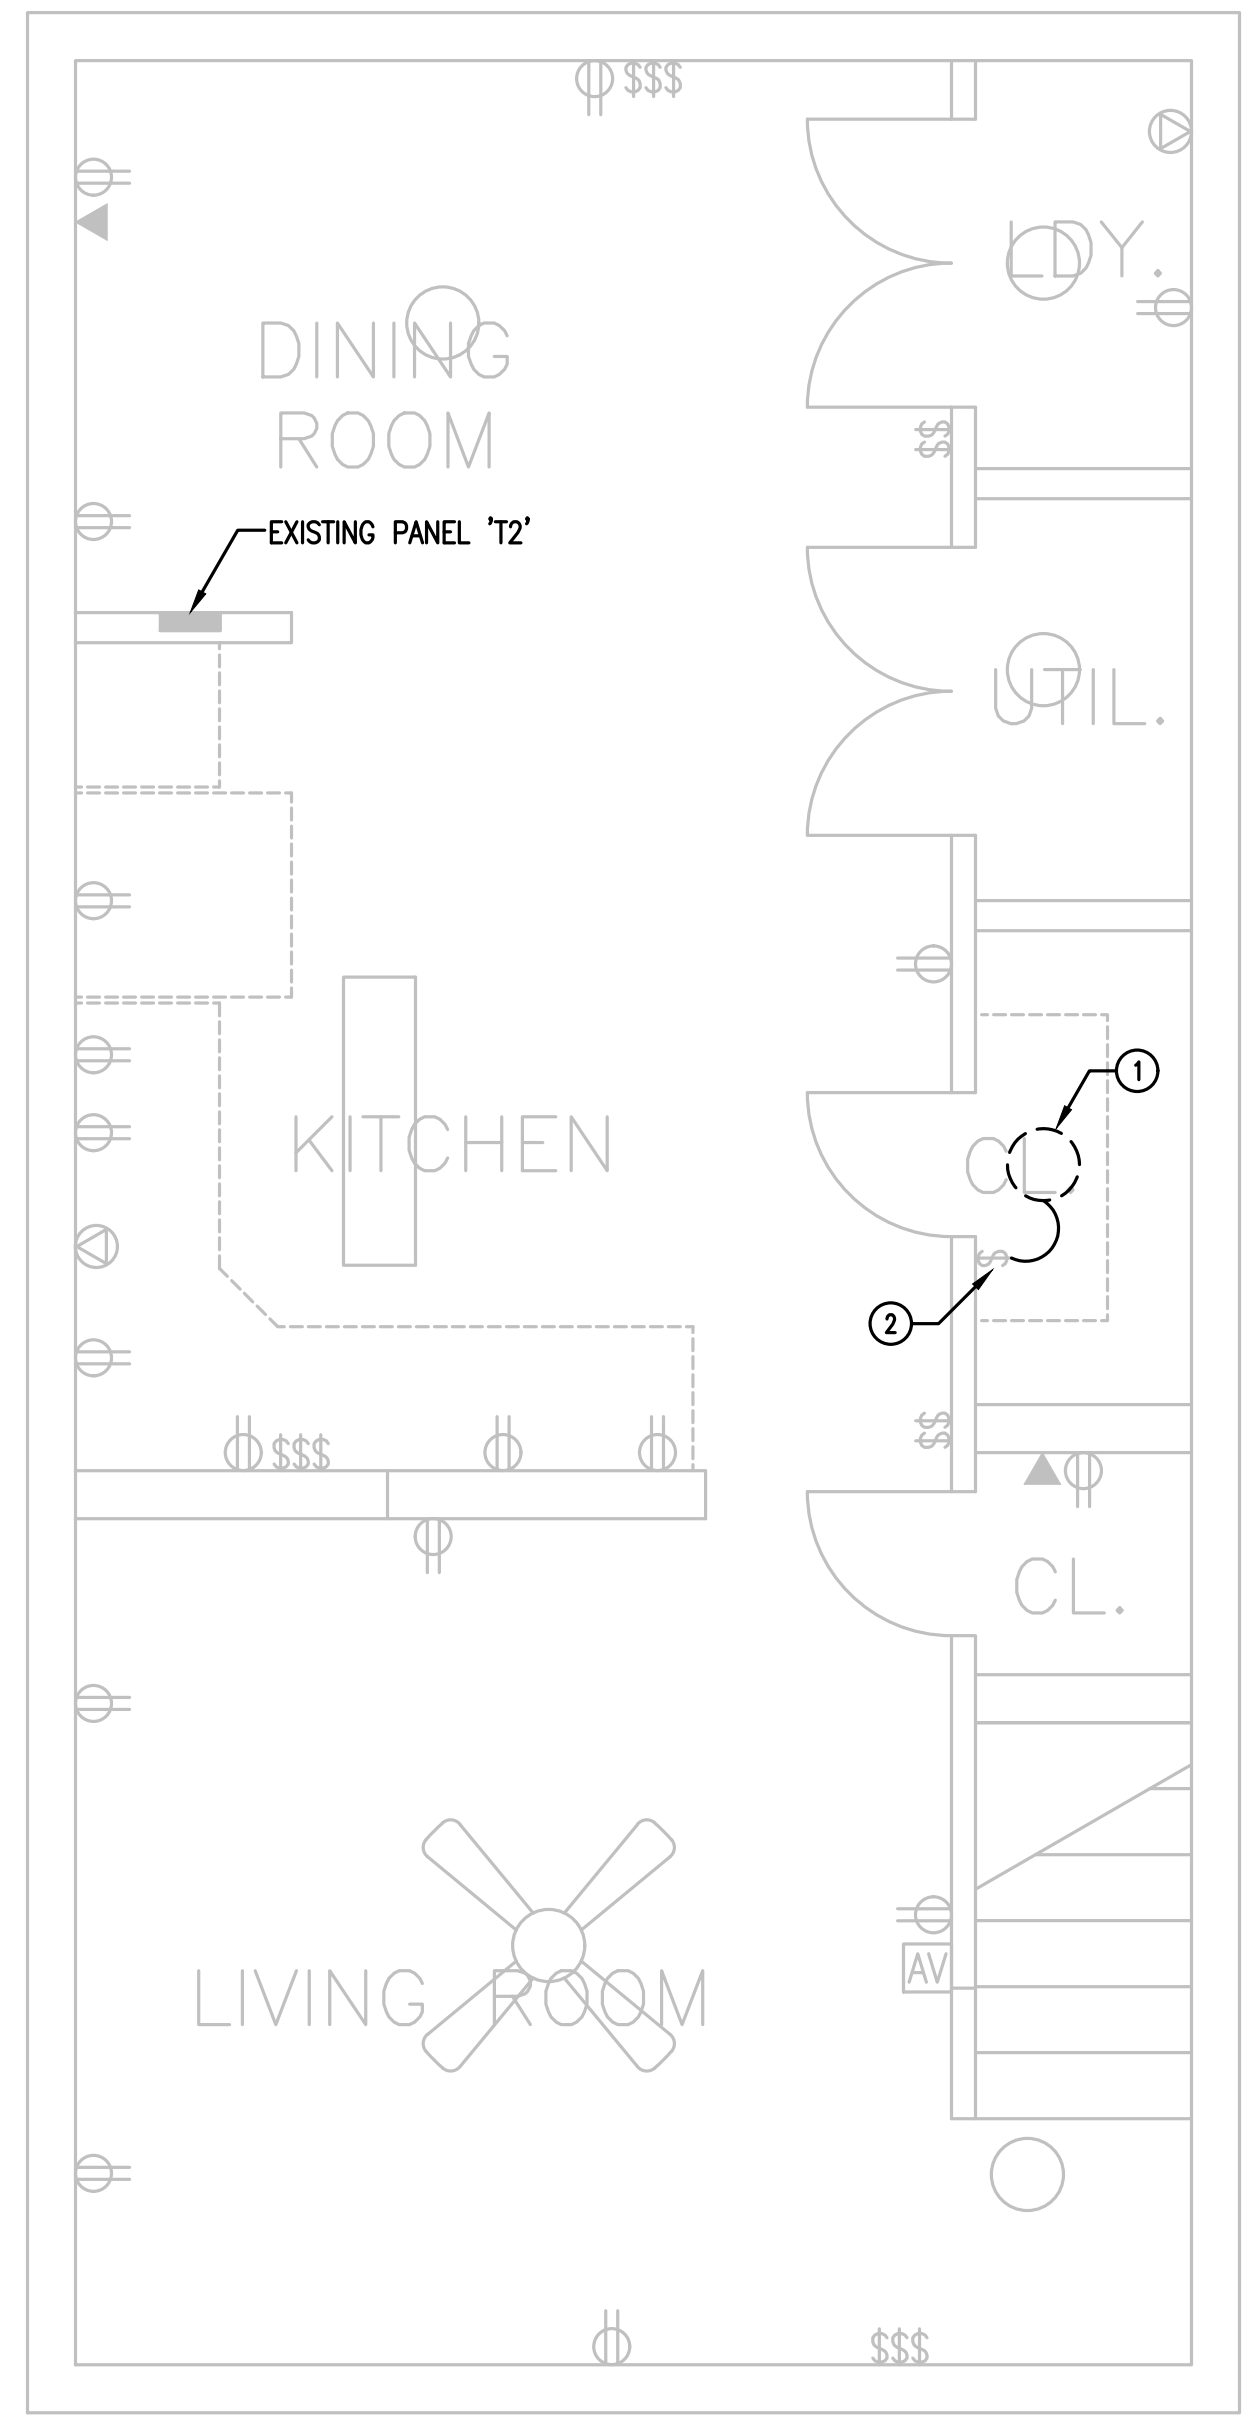 $$$
LDY.
DINING
ROOM
$$
EXISTING PANEL 'T2'
UTIL.
1
KITCHEN
CL.
$
2
$$
$$$
CL.
AV
LIVING ROOM
$$$